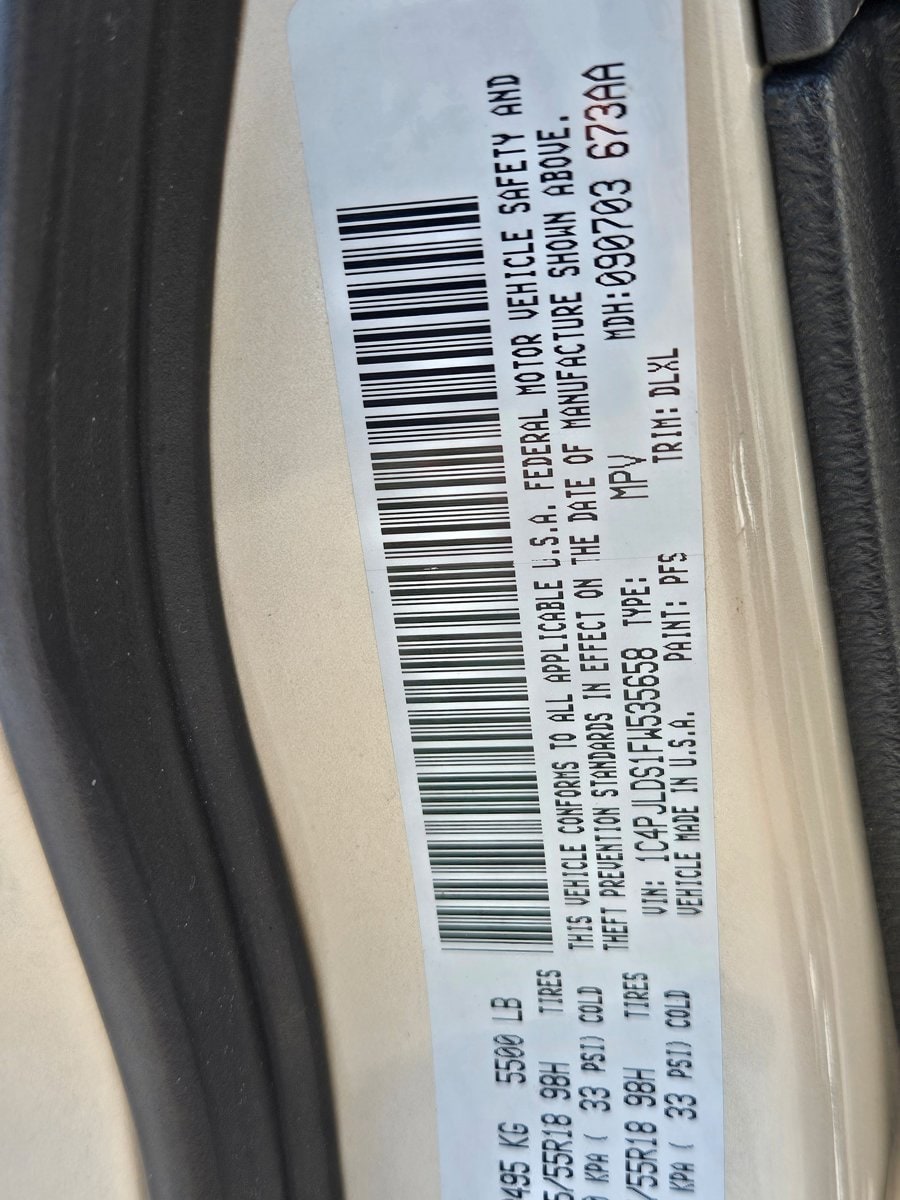 495 KG 5500 LB
5/55R18 98H TIRES
KPA ( 33 PSI) COLD
/55R18 98H TIRES
KPA ( 33 PSI) COLD
THIS VEHICLE CONFORMS TO ALL APPLICABLE U.S.A. FEDERAL MOTOR VEHICLE SAFETY AND
THEFT PREVENTION STANDARDS IN EFFECT ON THE DATE OF MANUFACTURE SHOWN ABOVE.
VIN: 1C4PJLDS1FW535658 TYPE: MPV MDH:090703 673AA
VEHICLE MADE IN U.S.A. PAINT: PFS TRIM: DLXL